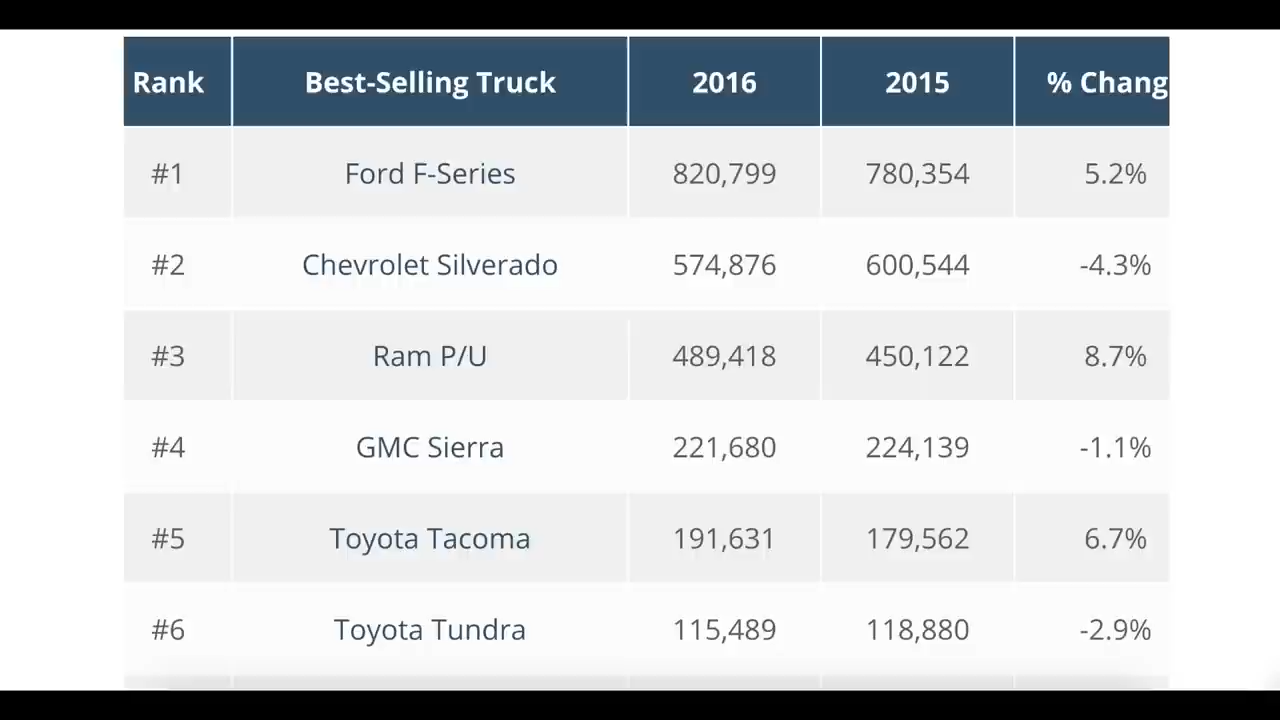 Rank Best-Selling Truck 2016 2015 % Chang
#1 Ford F-Series 820,799 780,354 5.2%
#2 Chevrolet Silverado 574,876 600,544 -4.3%
#3 Ram P/U 489,418 450,122 8.7%
#4 GMC Sierra 221,680 224,139 -1.1%
#5 Toyota Tacoma 191,631 179,562 6.7%
#6 Toyota Tundra 115,489 118,880 -2.9%